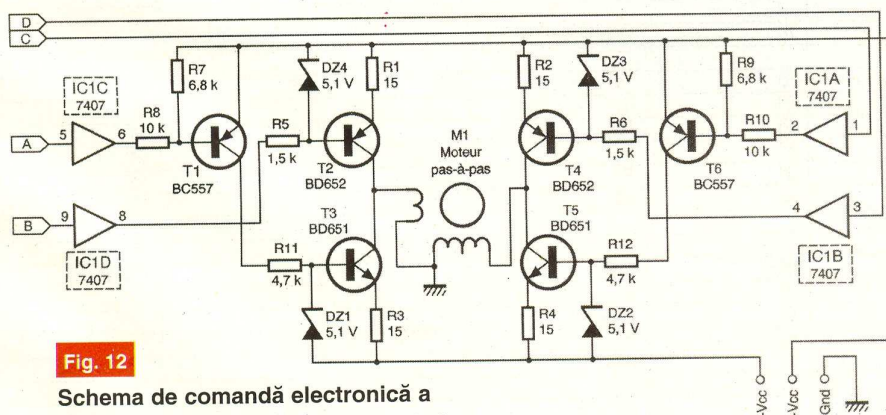 D
C
R7
6,8 k
DZ4
5,1 V
R1
15
R2
15
DZ3
5,1 V
R9
6,8 k
IC1C
7407
IC1A
7407
R8
10 k
R5
1,5 k
R6
1,5 k
R10
10 k
A 5 6
2 1
T1
BC557
T2
BD652
M1
Moteur
pas-à-pas
T4
BD652
T6
BC557
B 9 8
4 3
IC1D
7407
IC1B
7407
T3
BD651
T5
BD651
R11
4,7 k
R12
4,7 k
DZ1
5,1 V
R3
15
R4
15
DZ2
5,1 V
Fig. 12
Schema de comandă electronică a
-Vcc
-Vcc
Gnd